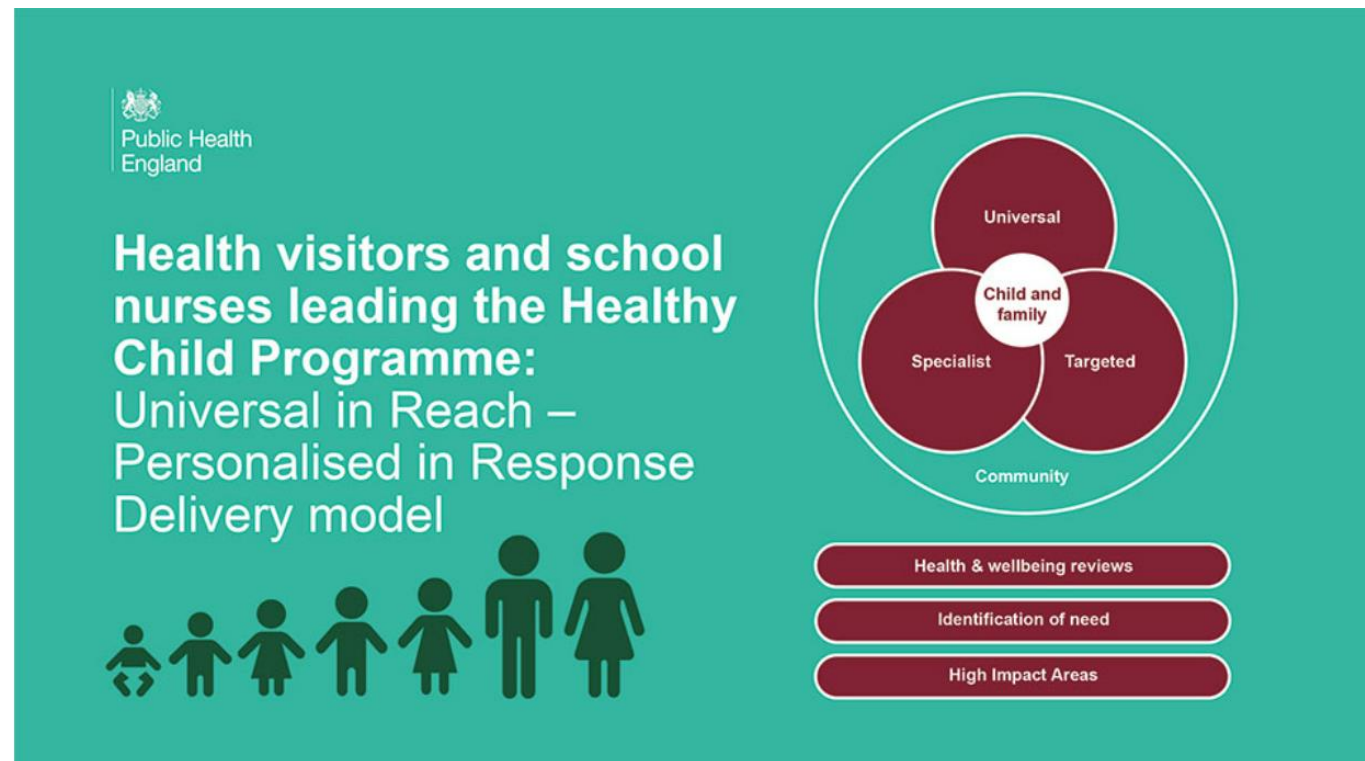 Public Health
England
Health visitors and school
nurses leading the Healthy
Child Programme:
Universal in Reach –
Personalised in Response
Delivery model
Universal
Child and
family
Specialist
Targeted
Community
Health & wellbeing reviews
Identification of need
High Impact Areas